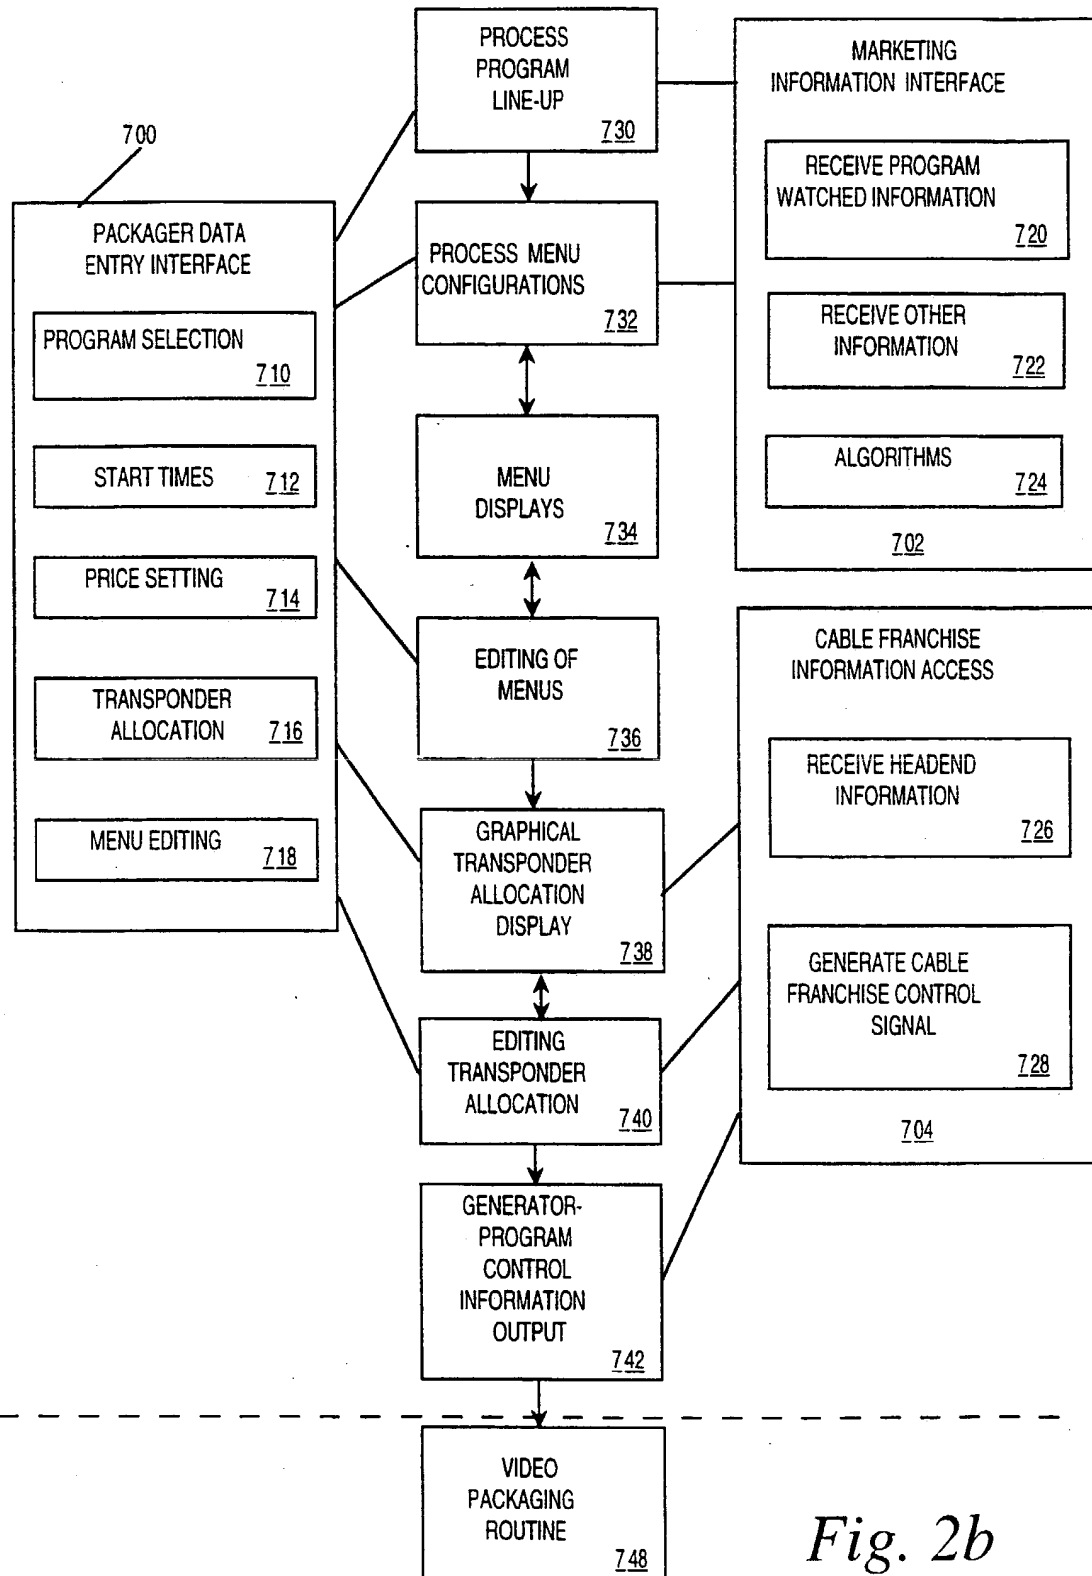 PROCESS
PROGRAM
LINE-UP
730
MARKETING
INFORMATION INTERFACE
RECEIVE PROGRAM
WATCHED INFORMATION
720
RECEIVE OTHER
INFORMATION
722
ALGORITHMS
724
702
700
PACKAGER DATA
ENTRY INTERFACE
PROGRAM SELECTION
710
START TIMES 712
PRICE SETTING
714
TRANSPONDER
ALLOCATION 716
MENU EDITING 718
PROCESS MENU
CONFIGURATIONS
732
MENU
DISPLAYS
734
EDITING OF
MENUS
736
GRAPHICAL
TRANSPONDER
ALLOCATION
DISPLAY
738
EDITING
TRANSPONDER
ALLOCATION 740
GENERATOR-
PROGRAM
CONTROL
INFORMATION
OUTPUT
742
CABLE FRANCHISE
INFORMATION ACCESS
RECEIVE HEADEND
INFORMATION
726
GENERATE CABLE
FRANCHISE CONTROL
SIGNAL
728
704
VIDEO
PACKAGING
ROUTINE
748
Fig. 2b